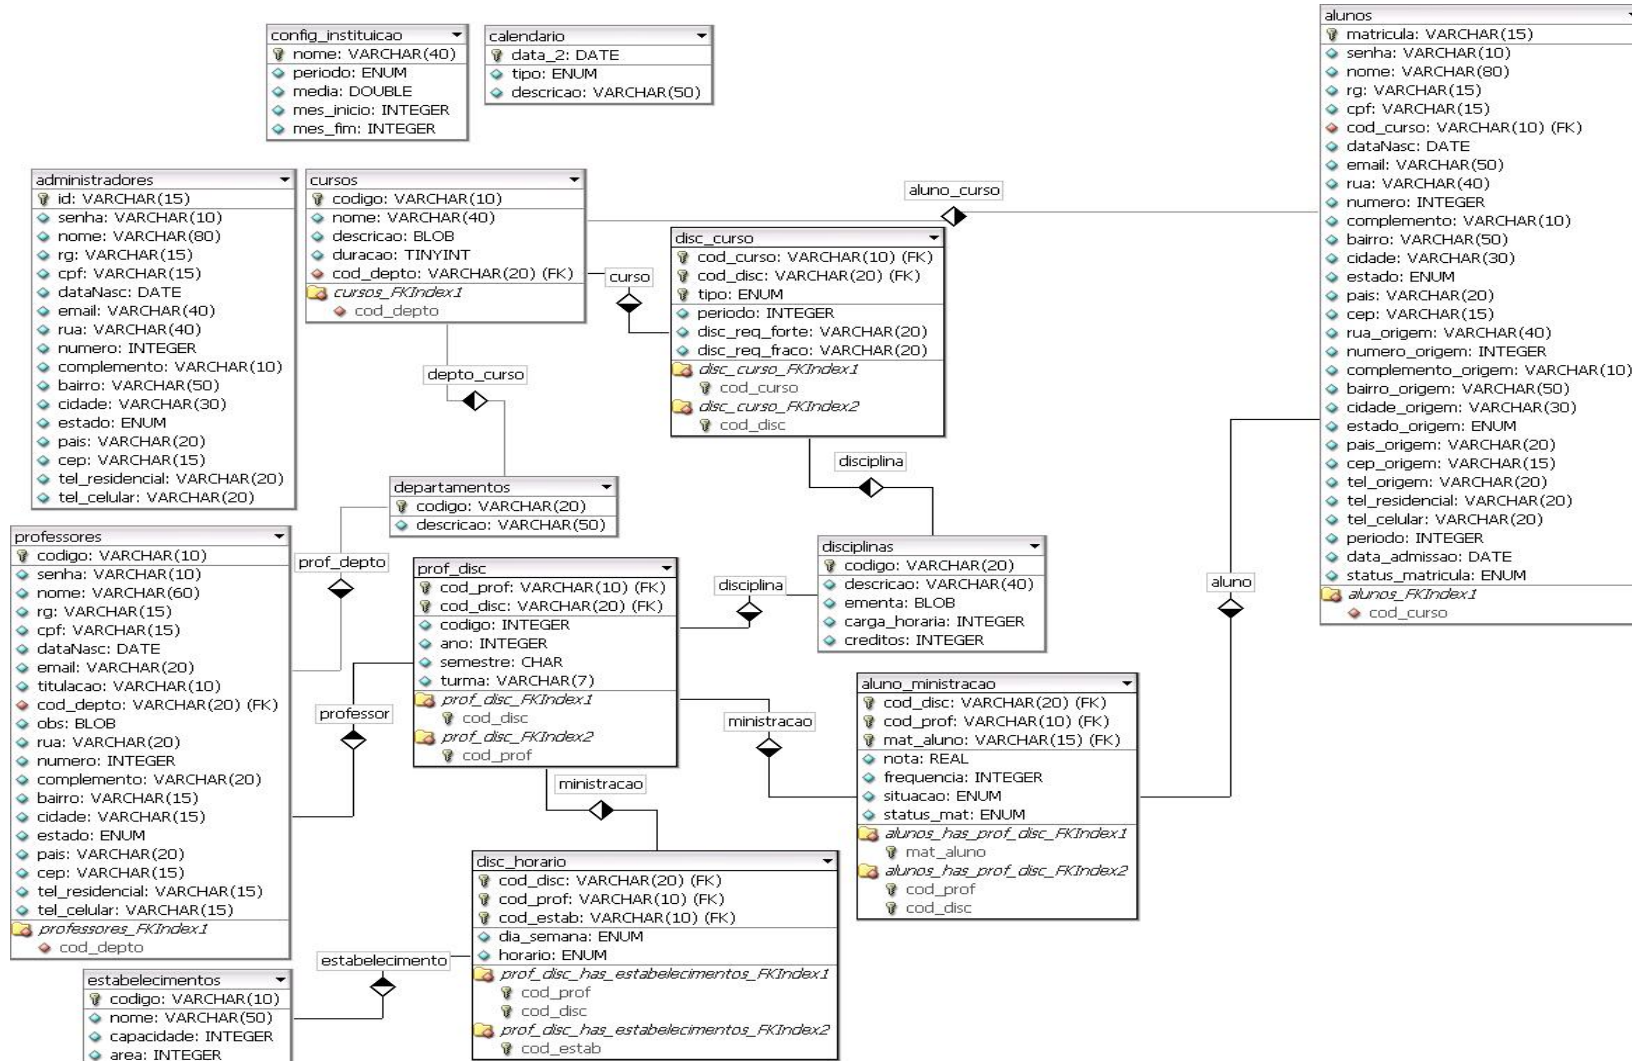 config_instituicao
nome: VARCHAR(40)
periodo: ENUM
media: DOUBLE
mes_inicio: INTEGER
mes_fim: INTEGER
calendario
data_2: DATE
tipo: ENUM
descricao: VARCHAR(50)
alunos
matricula: VARCHAR(15)
senha: VARCHAR(10)
nome: VARCHAR(80)
rg: VARCHAR(15)
cpf: VARCHAR(15)
cod_curso: VARCHAR(10) (FK)
dataNasc: DATE
email: VARCHAR(50)
rua: VARCHAR(40)
numero: INTEGER
complemento: VARCHAR(10)
bairro: VARCHAR(50)
cidade: VARCHAR(30)
estado: ENUM
pais: VARCHAR(20)
cep: VARCHAR(15)
rua_origem: VARCHAR(40)
numero_origem: INTEGER
complemento_origem: VARCHAR(10)
bairro_origem: VARCHAR(50)
cidade_origem: VARCHAR(30)
estado_origem: ENUM
pais_origem: VARCHAR(20)
cep_origem: VARCHAR(15)
tel_origem: VARCHAR(20)
tel_residencial: VARCHAR(20)
tel_celular: VARCHAR(20)
periodo: INTEGER
data_admissao: DATE
status_matricula: ENUM
alunos_FKIndex1
cod_curso
administradores
id: VARCHAR(15)
senha: VARCHAR(10)
nome: VARCHAR(80)
rg: VARCHAR(15)
cpf: VARCHAR(15)
dataNasc: DATE
email: VARCHAR(40)
rua: VARCHAR(40)
numero: INTEGER
complemento: VARCHAR(10)
bairro: VARCHAR(50)
cidade: VARCHAR(30)
estado: ENUM
pais: VARCHAR(20)
cep: VARCHAR(15)
tel_residencial: VARCHAR(20)
tel_celular: VARCHAR(20)
cursos
codigo: VARCHAR(10)
nome: VARCHAR(40)
descricao: BLOB
duracao: TINYINT
cod_depto: VARCHAR(20) (FK)
cursos_FKIndex1
cod_depto
aluno_curso
curso
disc_curso
cod_curso: VARCHAR(10) (FK)
cod_disc: VARCHAR(20) (FK)
tipo: ENUM
periodo: INTEGER
disc_req_forte: VARCHAR(20)
disc_req_fraco: VARCHAR(20)
disc_curso_FKIndex1
cod_curso
disc_curso_FKIndex2
cod_disc
depto_curso
disciplina
departamentos
codigo: VARCHAR(20)
descricao: VARCHAR(50)
professores
codigo: VARCHAR(10)
senha: VARCHAR(10)
nome: VARCHAR(60)
rg: VARCHAR(15)
cpf: VARCHAR(15)
dataNasc: DATE
email: VARCHAR(20)
titulacao: VARCHAR(10)
cod_depto: VARCHAR(20) (FK)
obs: BLOB
rua: VARCHAR(20)
numero: INTEGER
complemento: VARCHAR(20)
bairro: VARCHAR(15)
cidade: VARCHAR(15)
estado: ENUM
pais: VARCHAR(20)
cep: VARCHAR(15)
tel_residencial: VARCHAR(15)
tel_celular: VARCHAR(15)
professores_FKIndex1
cod_depto
prof_depto
prof_disc
cod_prof: VARCHAR(10) (FK)
cod_disc: VARCHAR(20) (FK)
codigo: INTEGER
ano: INTEGER
semestre: CHAR
turma: VARCHAR(7)
prof_disc_FKIndex1
cod_disc
prof_disc_FKIndex2
cod_prof
disciplina
disciplinas
codigo: VARCHAR(20)
descricao: VARCHAR(40)
ementa: BLOB
carga_horaria: INTEGER
creditos: INTEGER
aluno
professor
ministracao
aluno_ministracao
cod_disc: VARCHAR(20) (FK)
cod_prof: VARCHAR(10) (FK)
mat_aluno: VARCHAR(15) (FK)
nota: REAL
frequencia: INTEGER
situacao: ENUM
status_mat: ENUM
alunos_has_prof_disc_FKIndex1
mat_aluno
alunos_has_prof_disc_FKIndex2
cod_prof
cod_disc
ministracao
disc_horario
cod_disc: VARCHAR(20) (FK)
cod_prof: VARCHAR(10) (FK)
cod_estab: VARCHAR(10) (FK)
dia_semana: ENUM
horario: ENUM
prof_disc_has_estabelecimentos_FKIndex1
cod_prof
cod_disc
prof_disc_has_estabelecimentos_FKIndex2
cod_estab
estabelecimento
estabelecimentos
codigo: VARCHAR(10)
nome: VARCHAR(50)
capacidade: INTEGER
area: INTEGER